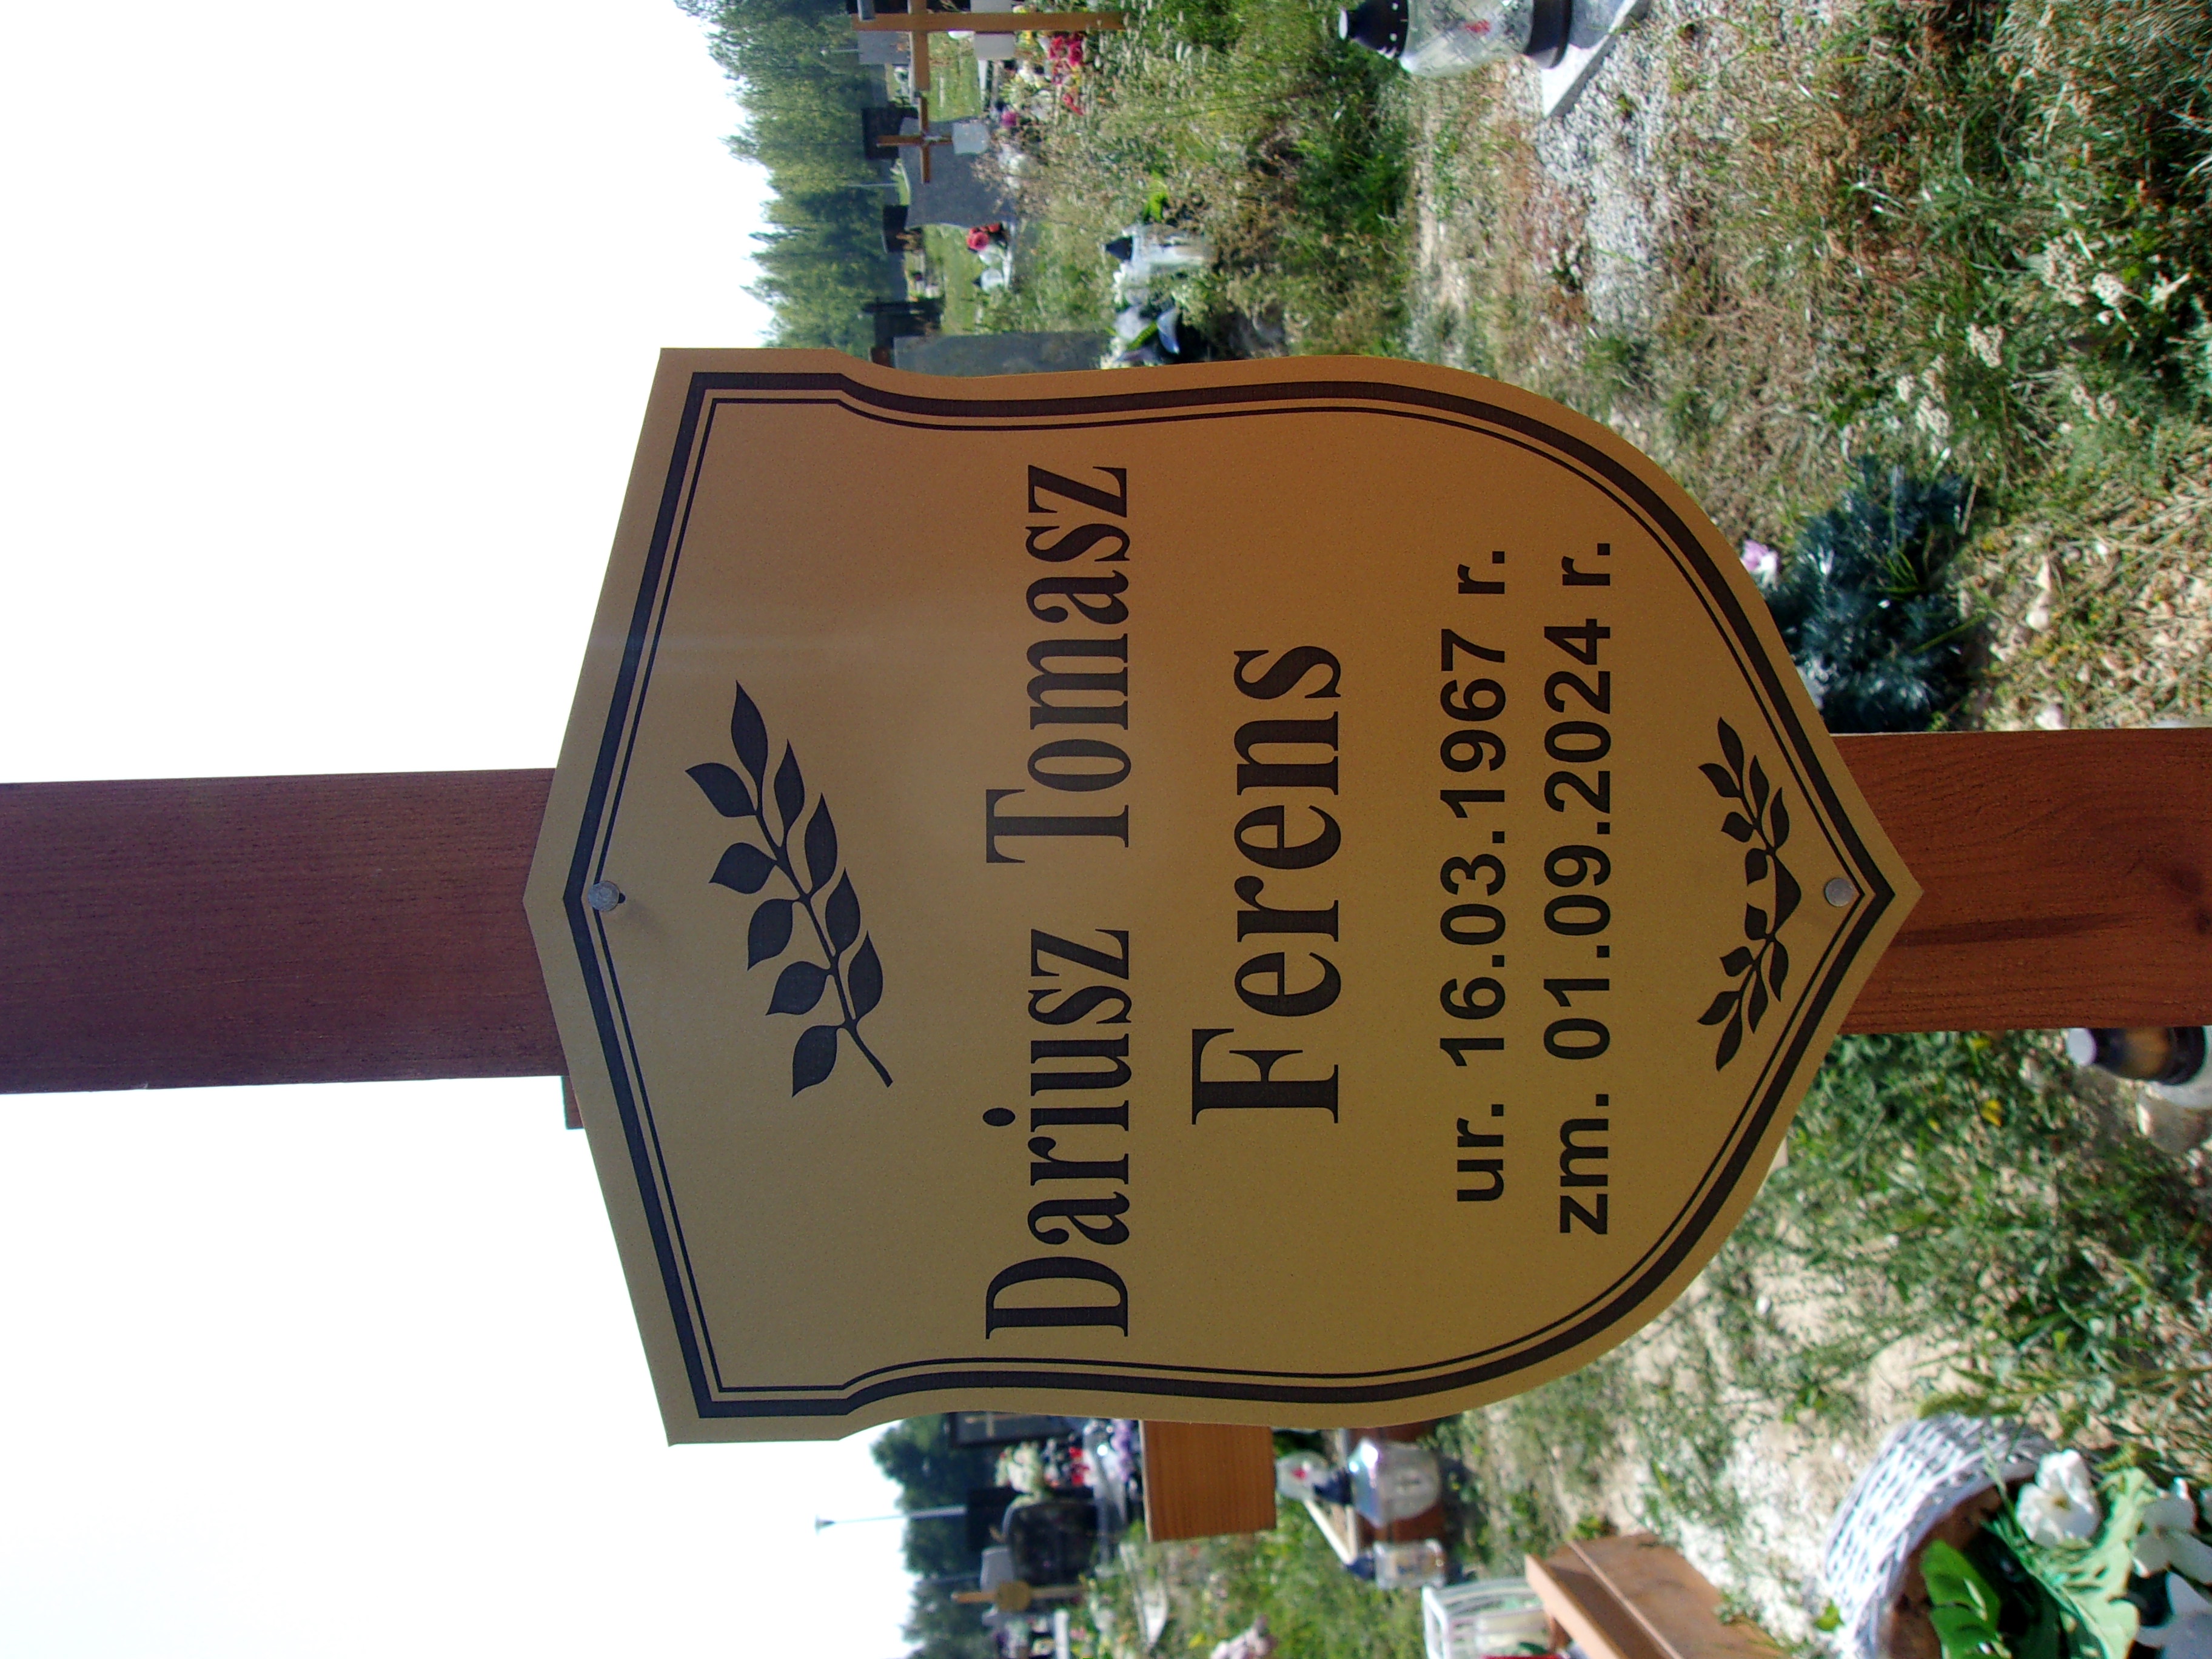 Dariusz Tomasz
Ferens
ur. 16.03.1967 r.
zm. 01.09.2024 r.